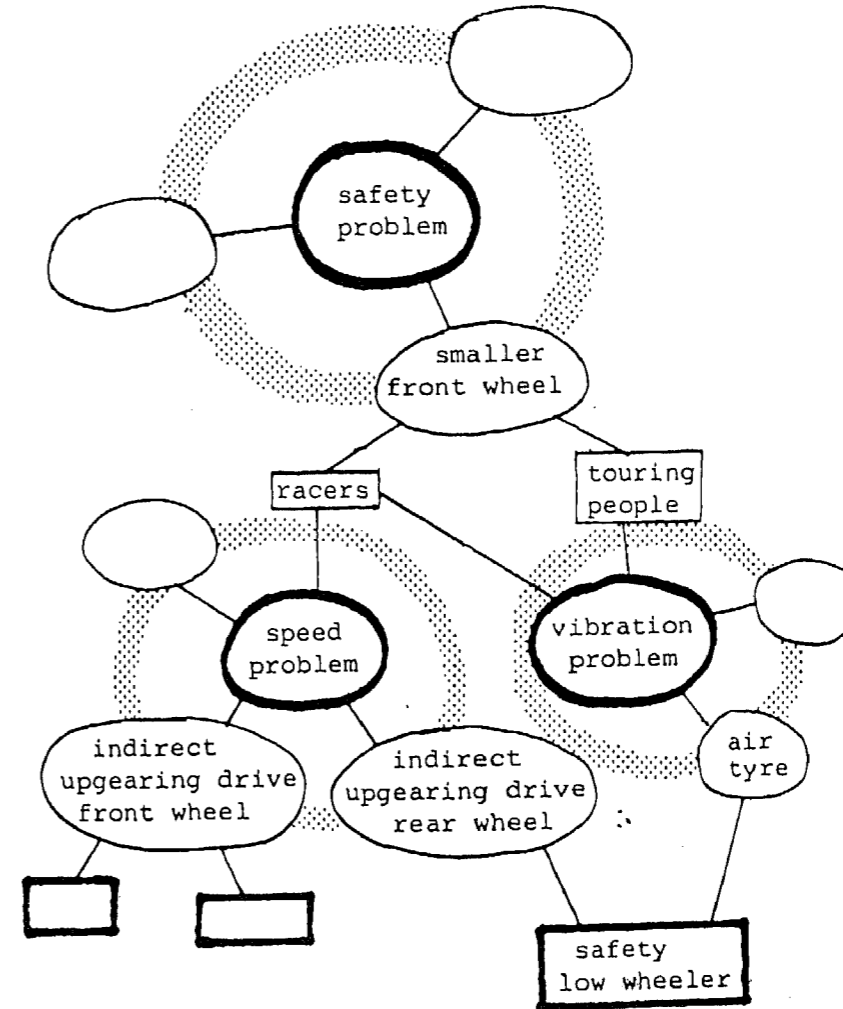 safety
problem
smaller
front wheel
racers
touring
people
speed
problem
vibration
problem
indirect
upgearing drive
front wheel
indirect
upgearing drive
rear wheel
air
tyre
safety
low wheeler